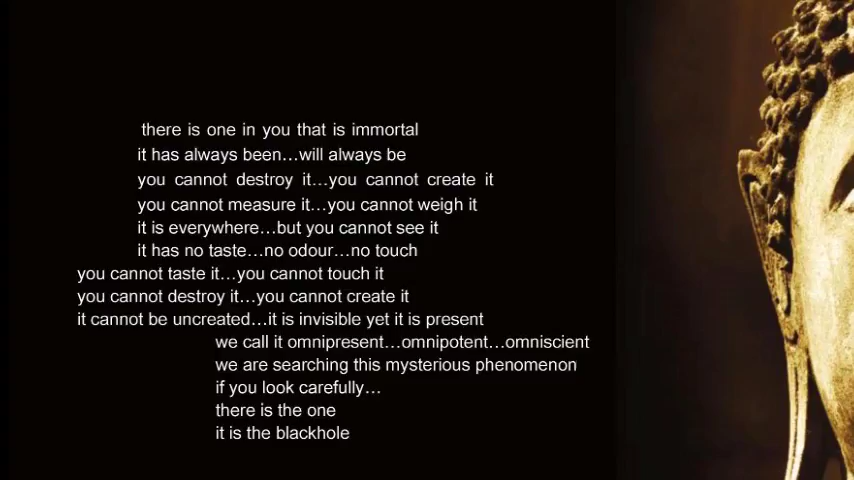 there is one in you that is immortal
it has always been...will always be
you cannot destroy it...you cannot create it
you cannot measure it...you cannot weigh it
it is everywhere...but you cannot see it
it has no taste...no odour...no touch
you cannot taste it...you cannot touch it
you cannot destroy it...you cannot create it
it cannot be uncreated...it is invisible yet it is present
we call it omnipresent...omnipotent...omniscient
we are searching this mysterious phenomenon
if you look carefully...
there is the one
it is the blackhole